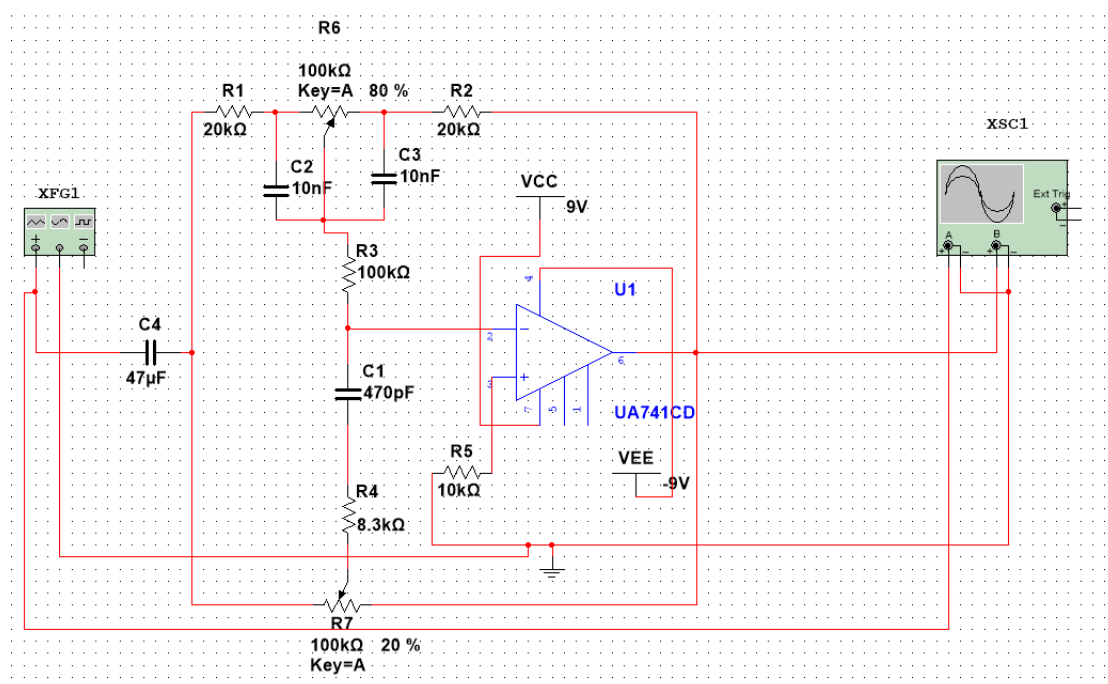 R6
100kΩ
Key=A 80 %
R1
20kΩ
R2
20kΩ
C2
10nF
C3
10nF
VCC
9V
XSC1
Ext Trig
+
−
A
B
+ − + −
XFG1
+ −
R3
100kΩ
4
U1
2 −
3 +
6
7 5 1
UA741CD
C4
47µF
C1
470pF
R5
10kΩ
VEE
-9V
R4
8.3kΩ
R7
100kΩ 20 %
Key=A